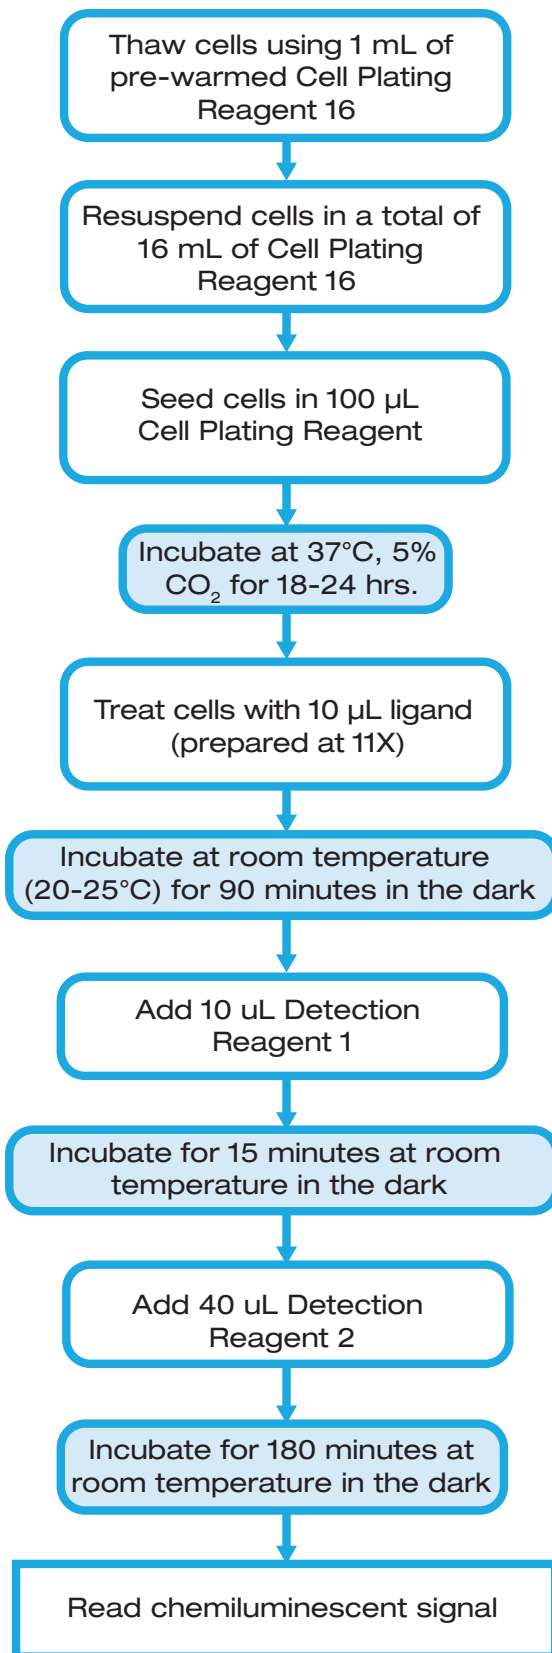 Thaw cells using 1 mL of
pre-warmed Cell Plating
Reagent 16
Resuspend cells in a total of
16 mL of Cell Plating
Reagent 16
Seed cells in 100 µL
Cell Plating Reagent
Incubate at 37°C, 5%
CO₂ for 18-24 hrs.
Treat cells with 10 µL ligand
(prepared at 11X)
Incubate at room temperature
(20-25°C) for 90 minutes in the dark
Add 10 uL Detection
Reagent 1
Incubate for 15 minutes at room
temperature in the dark
Add 40 uL Detection
Reagent 2
Incubate for 180 minutes at
room temperature in the dark
Read chemiluminescent signal